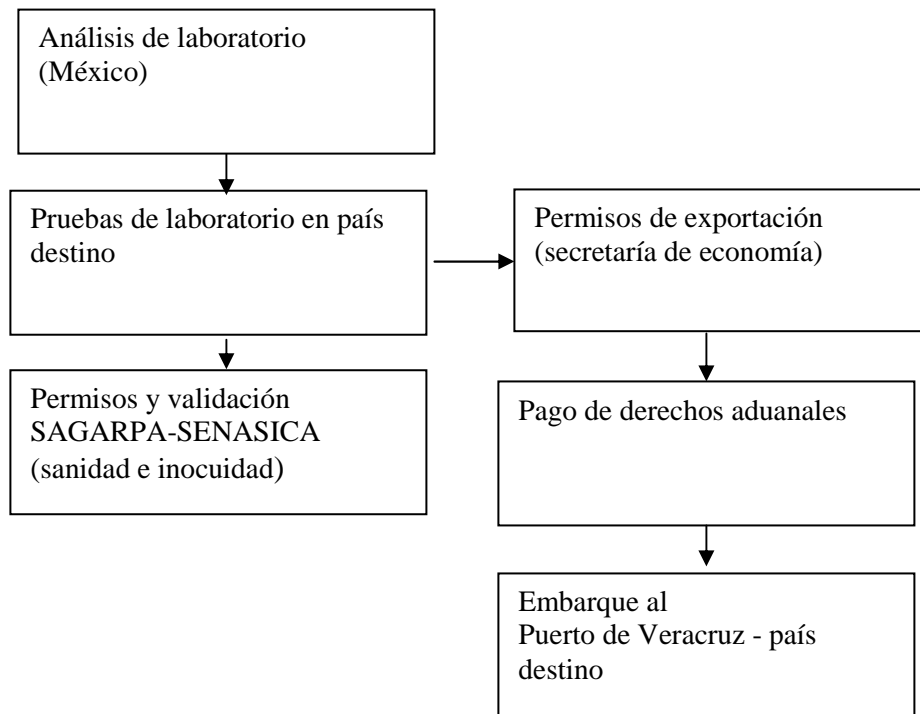 Análisis de laboratorio
(México)
Pruebas de laboratorio en país
destino
Permisos y validación
SAGARPA-SENASICA
(sanidad e inocuidad)
Permisos de exportación
(secretaría de economía)
Pago de derechos aduanales
Embarque al
Puerto de Veracruz - país
destino